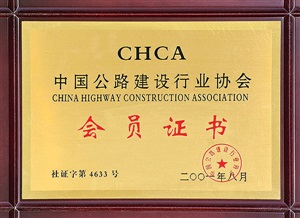 CHCA
中国公路建设行业协会
CHINA HIGHWAY CONSTRUCTION ASSOCIATION
会员证书
社证字第 4633 号
二〇〇一年八月